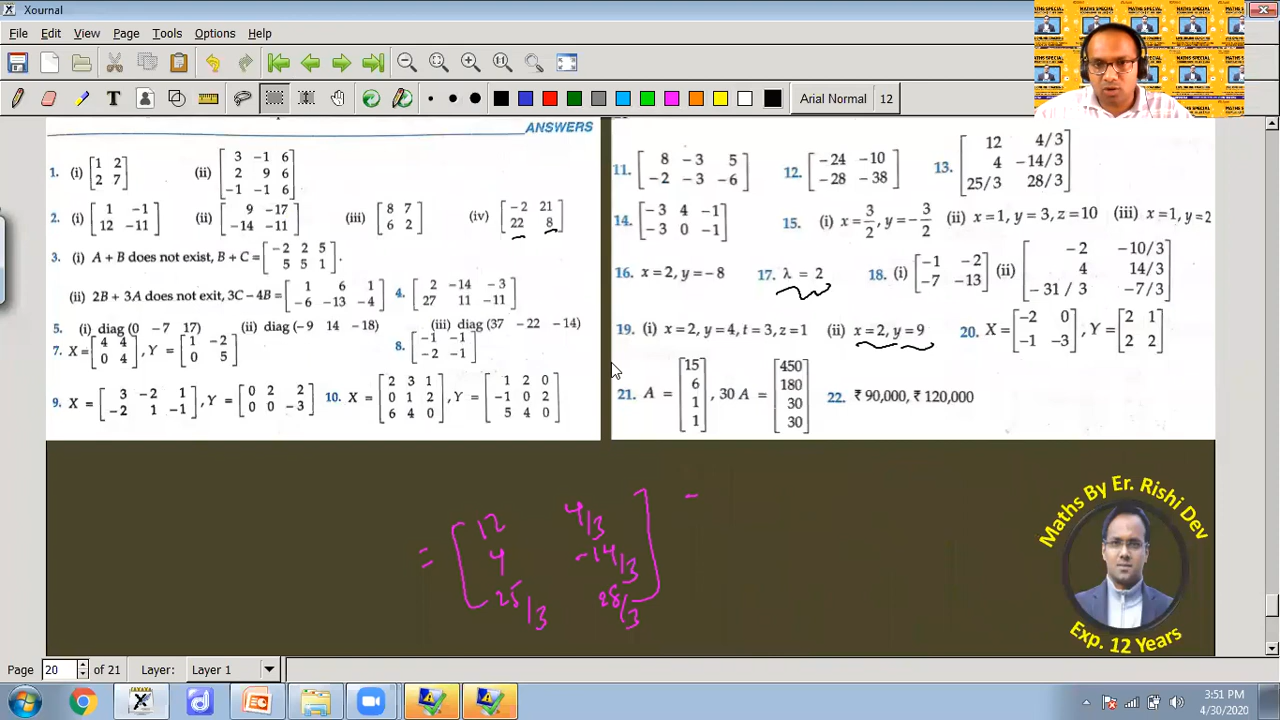 Xournal
File Edit View Page Tools Options Help
Arial Normal 12
ANSWERS
1. (i) [1 2
2 7] (ii) [3 −1 6
2 9 6
−1 −1 6]
2. (i) [1 −1
12 −11] (ii) [9 −17
−14 −11] (iii) [8 7
6 2] (iv) [−2 21
22 8]
3. (i) A + B does not exist, B + C = [−2 2 5
5 5 1].
(ii) 2B + 3A does not exist, 3C − 4B = [1 6 1
−6 −13 −4] 4. [2 −14 −3
27 11 −11]
5. (i) diag (0 −7 17) (ii) diag (−9 14 −18) (iii) diag (37 −22 −14)
7. X = [4 4
0 4], Y = [1 −2
0 5] 8. [−1 −1
−2 −1]
9. X = [3 −2 1
−2 1 −1], Y = [0 2 2
0 0 −3] 10. X = [2 3 1
0 1 2
6 4 0], Y = [1 2 0
−1 0 2
5 4 0]
11. [8 −3 5
−2 −3 −6] 12. [−24 −10
−28 −38] 13. [12 4/3
4 −14/3
25/3 28/3]
14. [−3 4 −1
−3 0 −1] 15. (i) x = 3/2, y = −3/2 (ii) x = 1, y = 3, z = 10 (iii) x = 1, y = 2
16. x = 2, y = −8 17. λ = 2 18. (i) [−1 −2
−7 −13] (ii) [−2 −10/3
4 14/3
−31 / 3 −7/3]
19. (i) x = 2, y = 4, t = 3, z = 1 (ii) x = 2, y = 9 20. X = [−2 0
−1 −3], Y = [2 1
2 2]
21. A = [15
6
1
1], 30 A = [450
180
30
30] 22. ₹ 90,000, ₹ 120,000
= [12 4/3
4 −14/3
25/3 28/3] −
Maths By Er. Rishi Dev
Exp. 12 Years
Page 20 of 21 Layer: Layer 1
3:51 PM
4/30/2020